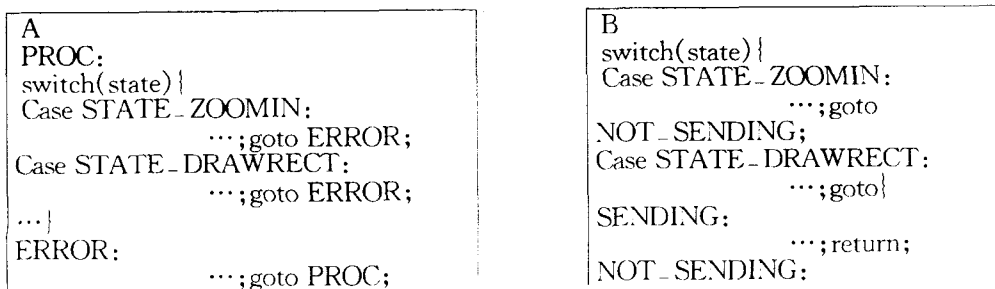 A
PROC:
switch(state){
Case STATE_ZOOMIN:
…;goto ERROR;
Case STATE_DRAWRECT:
…;goto ERROR;
…}
ERROR:
…;goto PROC;
B
switch(state){
Case STATE_ZOOMIN:
…;goto
NOT_SENDING;
Case STATE_DRAWRECT:
…;goto}
SENDING:
…;return;
NOT_SENDING: